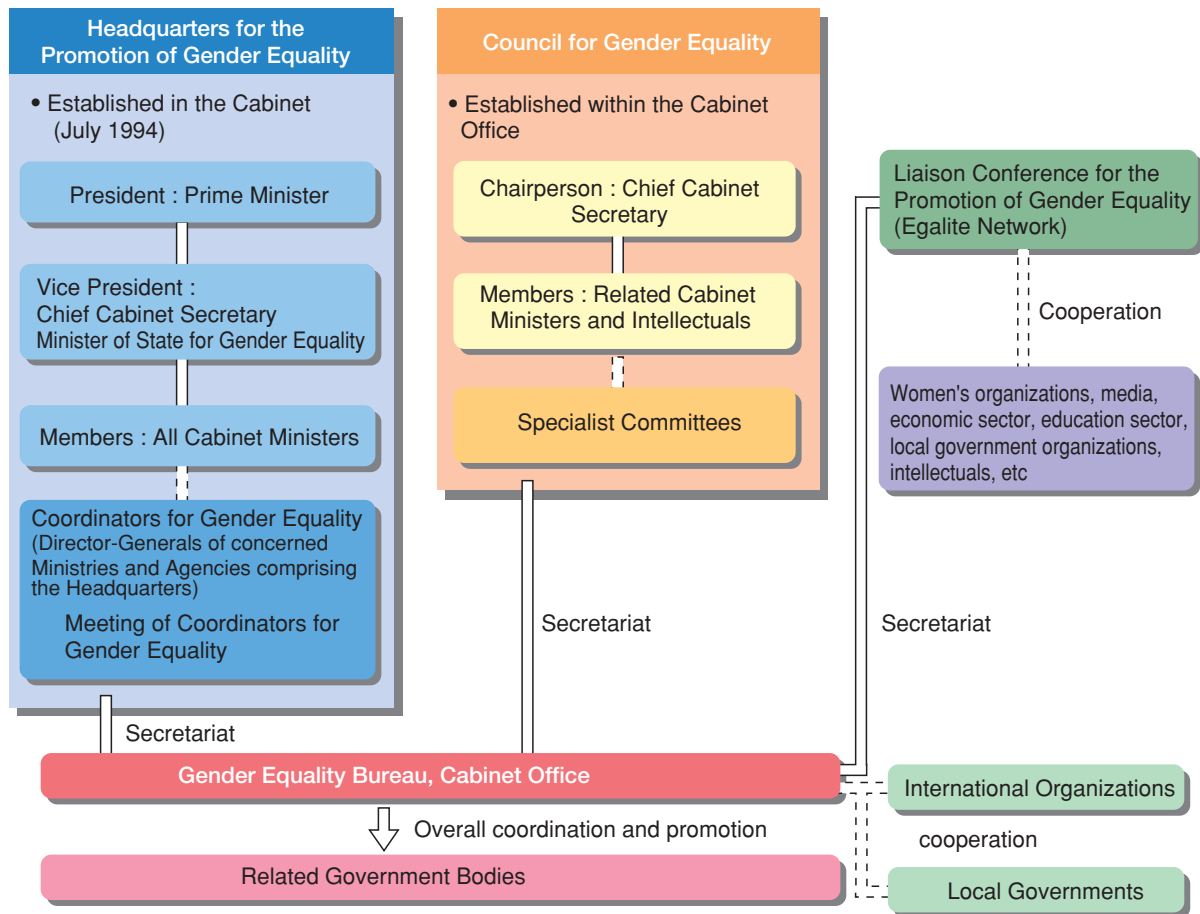 Headquarters for the
Promotion of Gender Equality
• Established in the Cabinet
(July 1994)
President : Prime Minister
Vice President :
Chief Cabinet Secretary
Minister of State for Gender Equality
Members : All Cabinet Ministers
Coordinators for Gender Equality
(Director-Generals of concerned
Ministries and Agencies comprising
the Headquarters)
Meeting of Coordinators for
Gender Equality
Secretariat
Council for Gender Equality
• Established within the Cabinet
Office
Chairperson : Chief Cabinet
Secretary
Members : Related Cabinet
Ministers and Intellectuals
Specialist Committees
Secretariat
Liaison Conference for the
Promotion of Gender Equality
(Egalite Network)
Cooperation
Women's organizations, media,
economic sector, education sector,
local government organizations,
intellectuals, etc
Secretariat
Gender Equality Bureau, Cabinet Office
Overall coordination and promotion
Related Government Bodies
International Organizations
cooperation
Local Governments